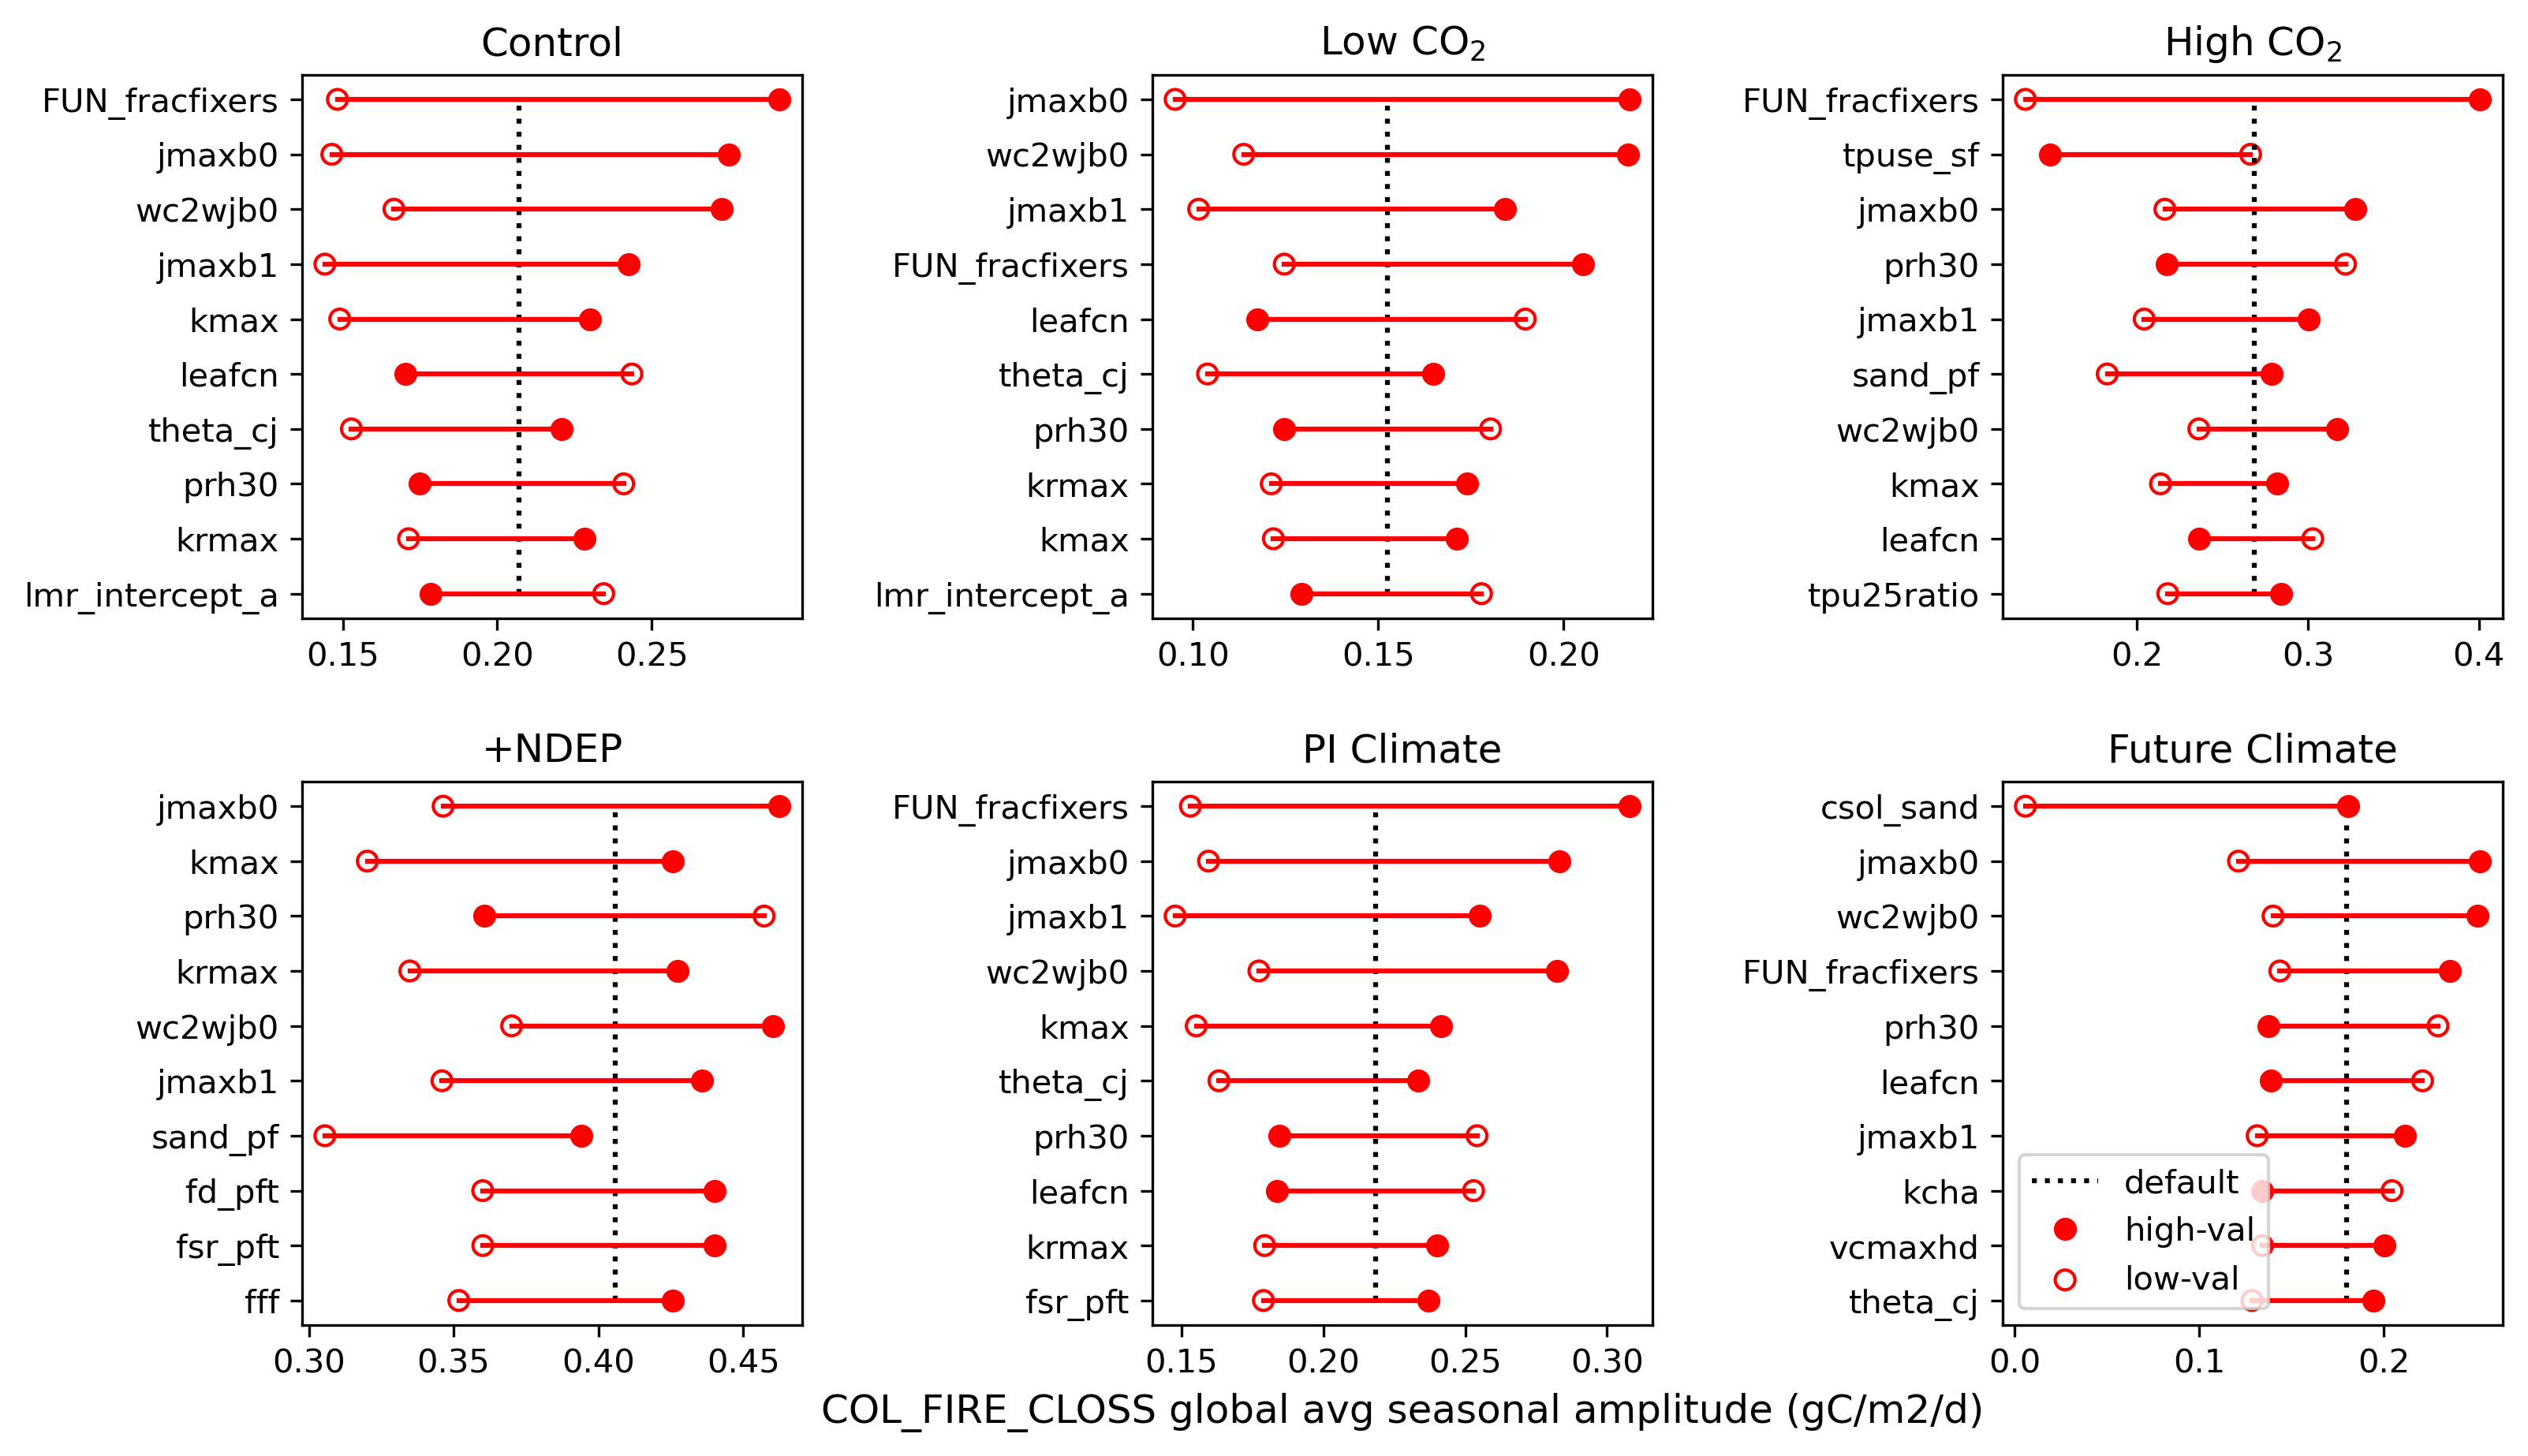 Control
FUN_fracfixers
jmaxb0
wc2wjb0
jmaxb1
kmax
leafcn
theta_cj
prh30
krmax
lmr_intercept_a
0.15 0.20 0.25
Low CO₂
jmaxb0
wc2wjb0
jmaxb1
FUN_fracfixers
leafcn
theta_cj
prh30
krmax
kmax
lmr_intercept_a
0.10 0.15 0.20
High CO₂
FUN_fracfixers
tpuse_sf
jmaxb0
prh30
jmaxb1
sand_pf
wc2wjb0
kmax
leafcn
tpu25ratio
0.2 0.3 0.4
+NDEP
jmaxb0
kmax
prh30
krmax
wc2wjb0
jmaxb1
sand_pf
fd_pft
fsr_pft
fff
0.30 0.35 0.40 0.45
PI Climate
FUN_fracfixers
jmaxb0
jmaxb1
wc2wjb0
kmax
theta_cj
prh30
leafcn
krmax
fsr_pft
0.15 0.20 0.25 0.30
Future Climate
csol_sand
jmaxb0
wc2wjb0
FUN_fracfixers
prh30
leafcn
jmaxb1
kcha
vcmaxhd
theta_cj
default
high-val
low-val
0.0 0.1 0.2
COL_FIRE_CLOSS global avg seasonal amplitude (gC/m2/d)